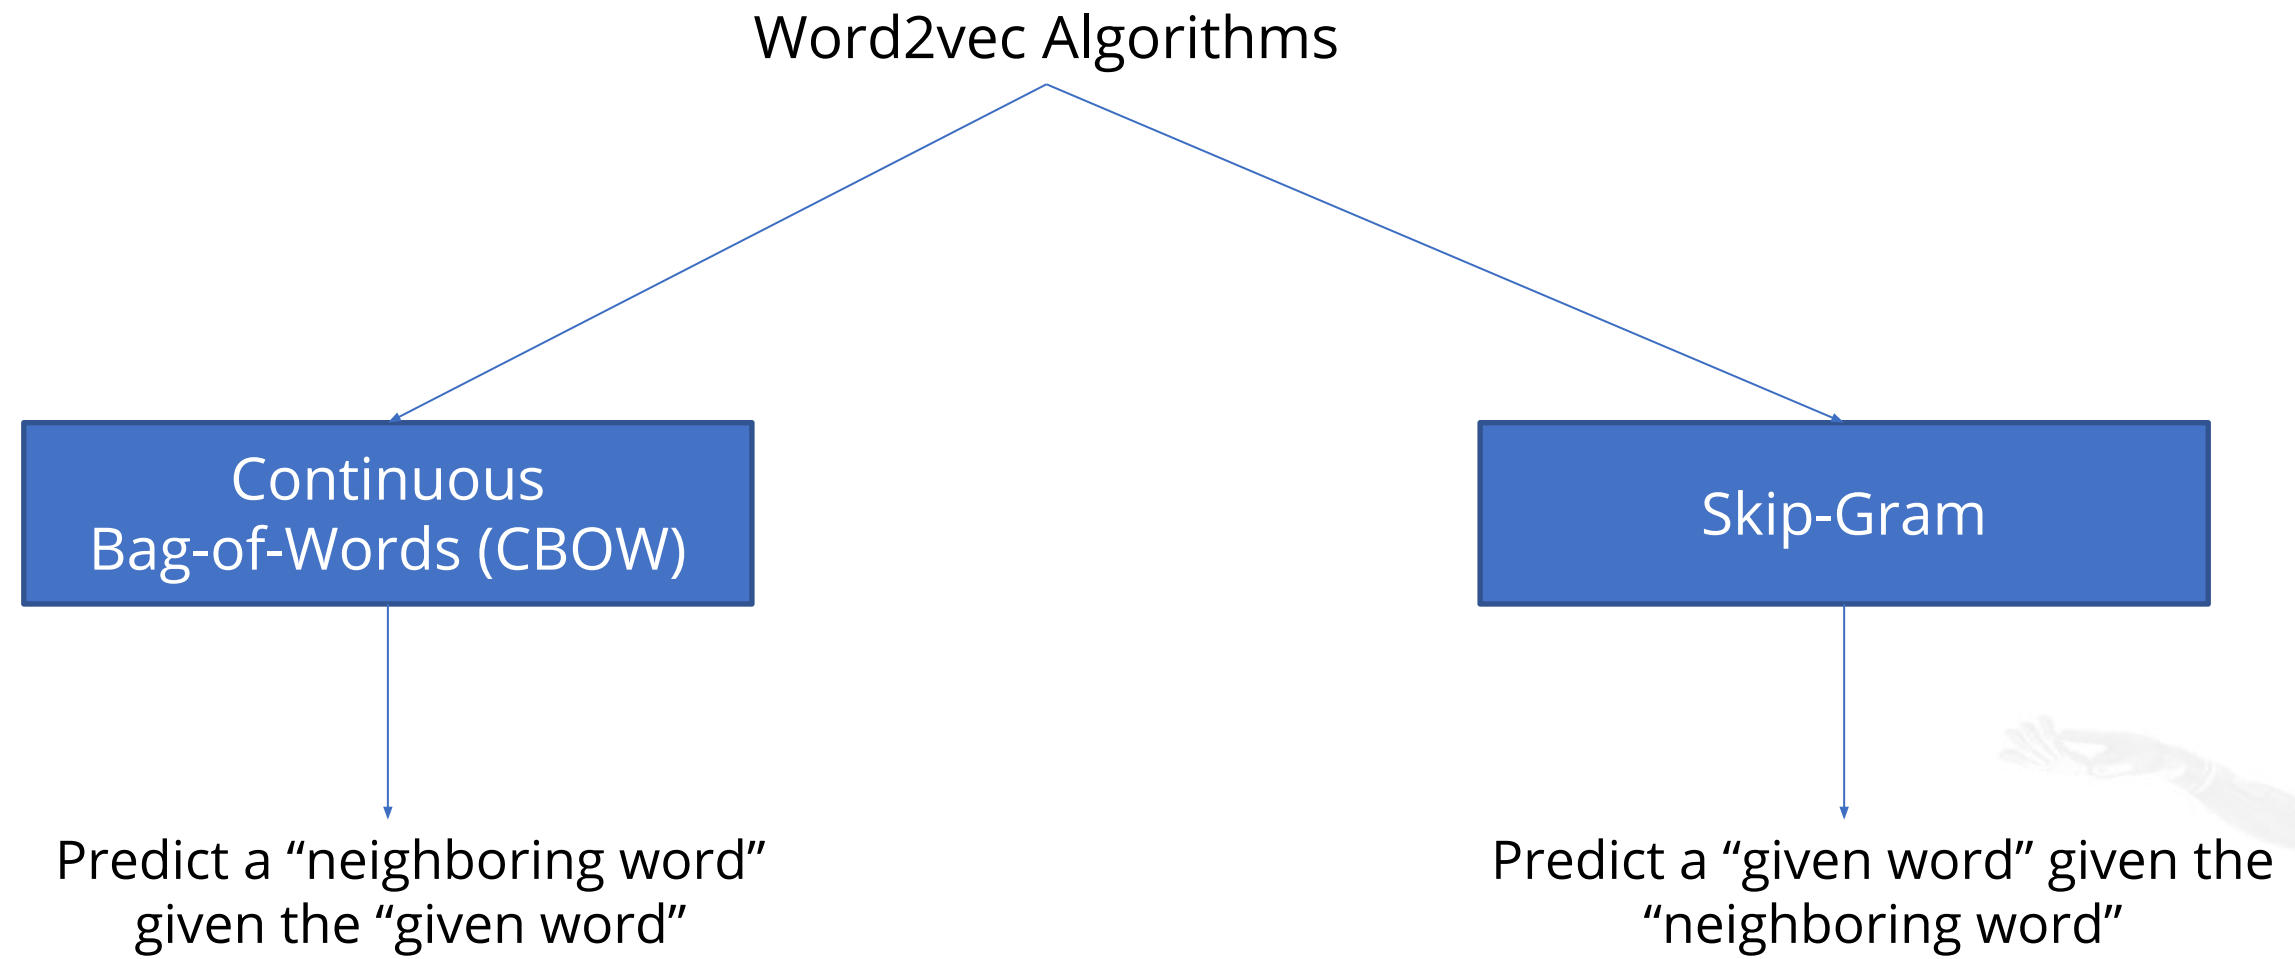 Word2vec Algorithms
Continuous
Bag-of-Words (CBOW)
Skip-Gram
Predict a “neighboring word”
given the “given word”
Predict a “given word” given the
“neighboring word”